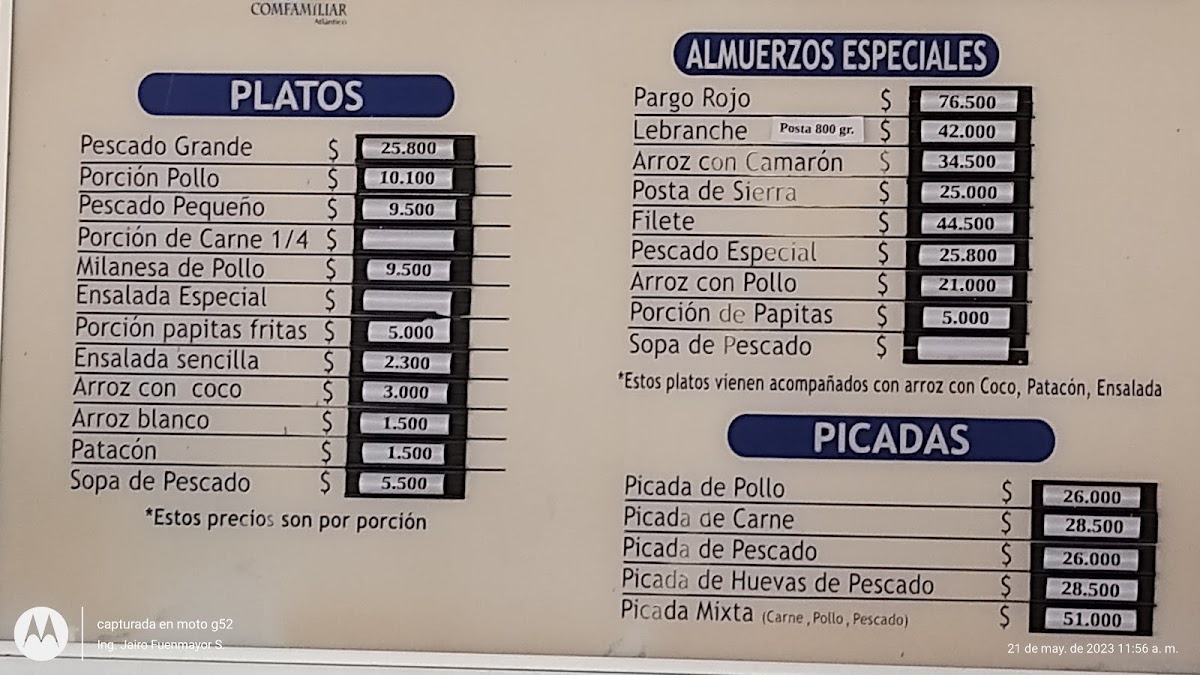 COMFAMILIAR
Atlántico
PLATOS
Pescado Grande $ 25.800
Porción Pollo $ 10.100
Pescado Pequeño $ 9.500
Porción de Carne 1/4 $
Milanesa de Pollo $ 9.500
Ensalada Especial $
Porción papitas fritas $ 5.000
Ensalada sencilla $ 2.300
Arroz con coco $ 3.000
Arroz blanco $ 1.500
Patacón $ 1.500
Sopa de Pescado $ 5.500
*Estos precios son por porción
ALMUERZOS ESPECIALES
Pargo Rojo $ 76.500
Lebranche Posta 800 gr. $ 42.000
Arroz con Camarón $ 34.500
Posta de Sierra $ 25.000
Filete $ 44.500
Pescado Especial $ 25.800
Arroz con Pollo $ 21.000
Porción de Papitas $ 5.000
Sopa de Pescado $
*Estos platos vienen acompañados con arroz con Coco, Patacón, Ensalada
PICADAS
Picada de Pollo $ 26.000
Picada de Carne $ 28.500
Picada de Pescado $ 26.000
Picada de Huevas de Pescado $ 28.500
Picada Mixta (Carne, Pollo, Pescado) $ 51.000
capturada en moto g52
Ing. Jairo Fuenmayor S.
21 de may. de 2023 11:56 a. m.